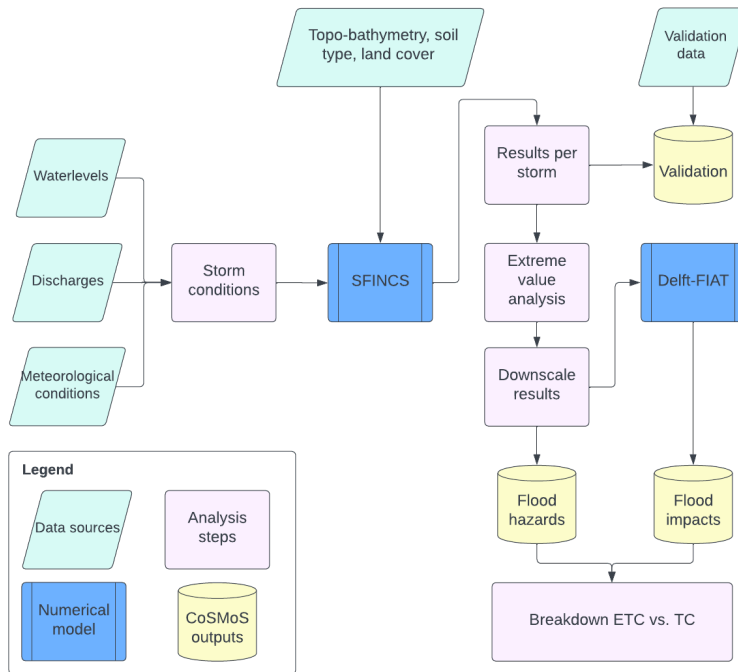 Topo-bathymetry, soil
type, land cover
Validation
data
Waterlevels
Results per
storm
Validation
Discharges
Storm
conditions
SFINCS
Extreme
value
analysis
Delft-FIAT
Meteorological
conditions
Downscale
results
Legend
Data sources
Analysis
steps
Numerical
model
CoSMoS
outputs
Flood
hazards
Flood
impacts
Breakdown ETC vs. TC